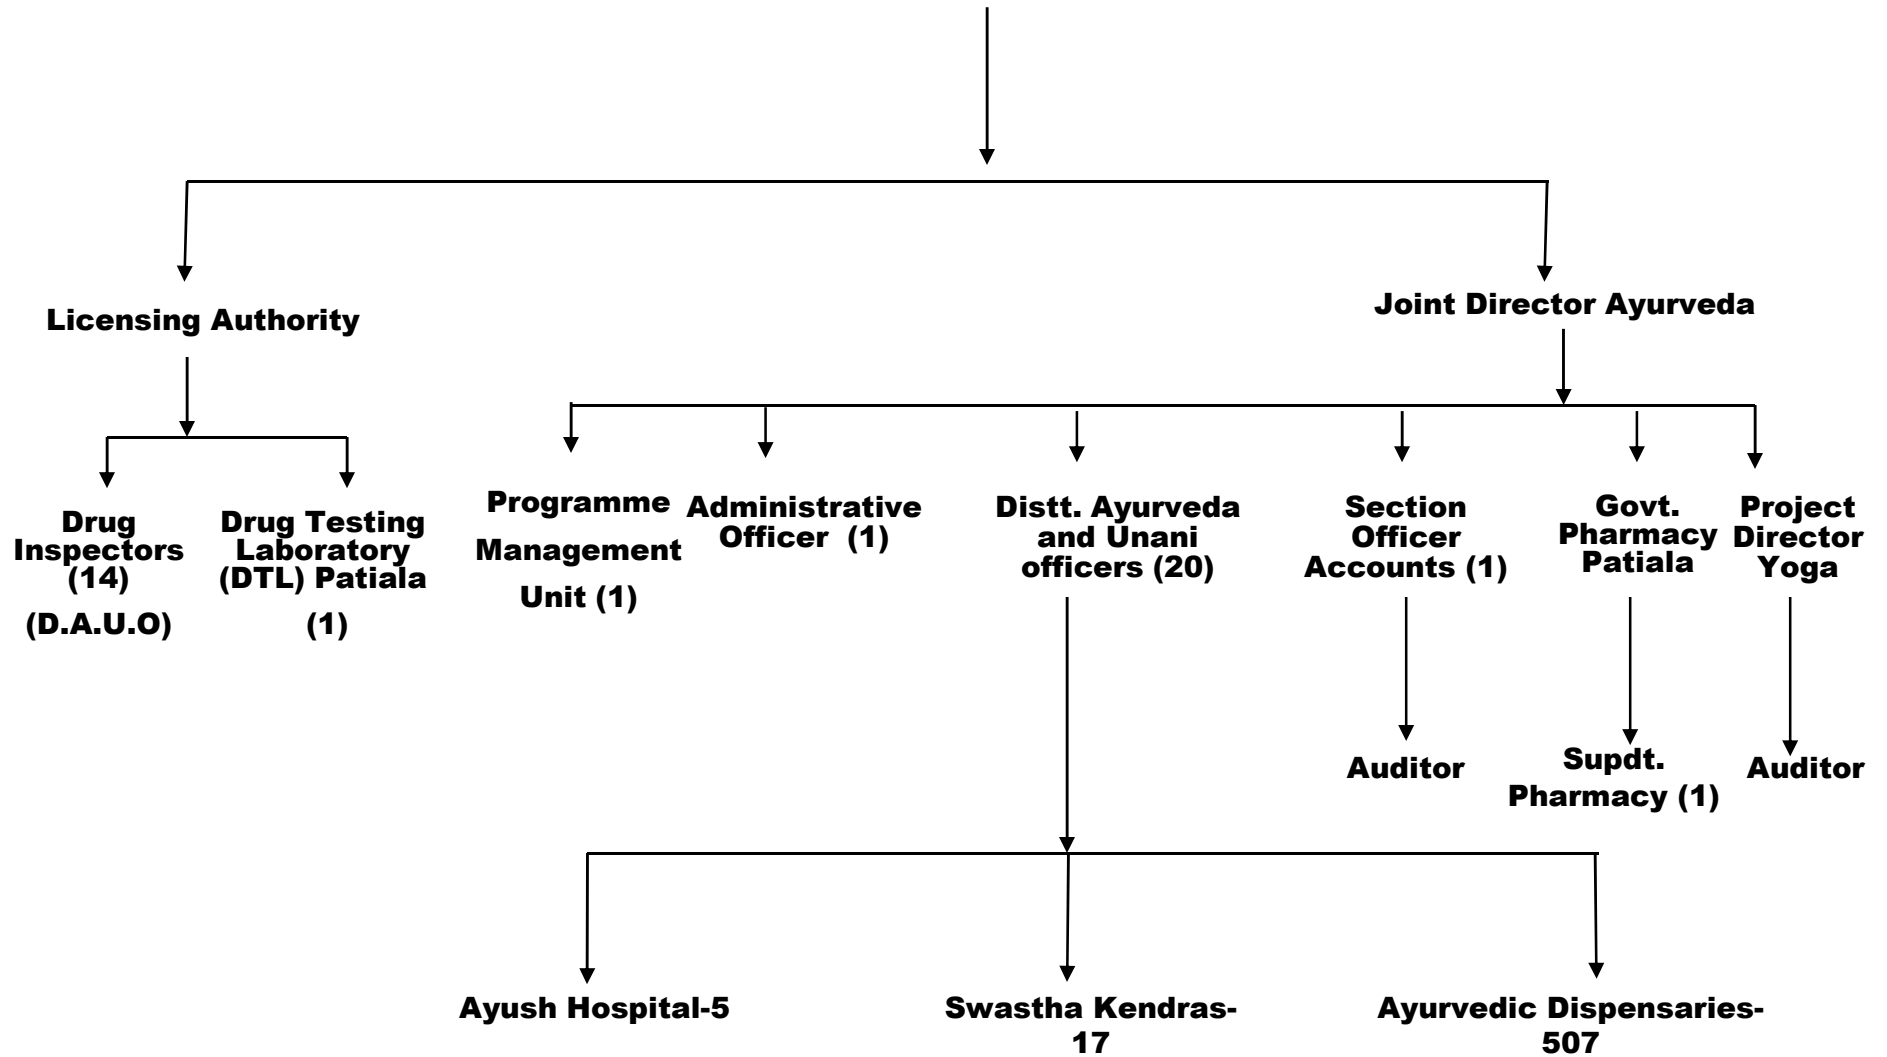 Licensing Authority
Joint Director Ayurveda
Drug
Inspectors
(14)
(D.A.U.O)
Drug Testing
Laboratory
(DTL) Patiala
(1)
Programme
Management
Unit (1)
Administrative
Officer (1)
Distt. Ayurveda
and Unani
officers (20)
Section
Officer
Accounts (1)
Govt.
Pharmacy
Patiala
Project
Director
Yoga
Auditor
Supdt.
Pharmacy (1)
Auditor
Ayush Hospital-5
Swastha Kendras-
17
Ayurvedic Dispensaries-
507